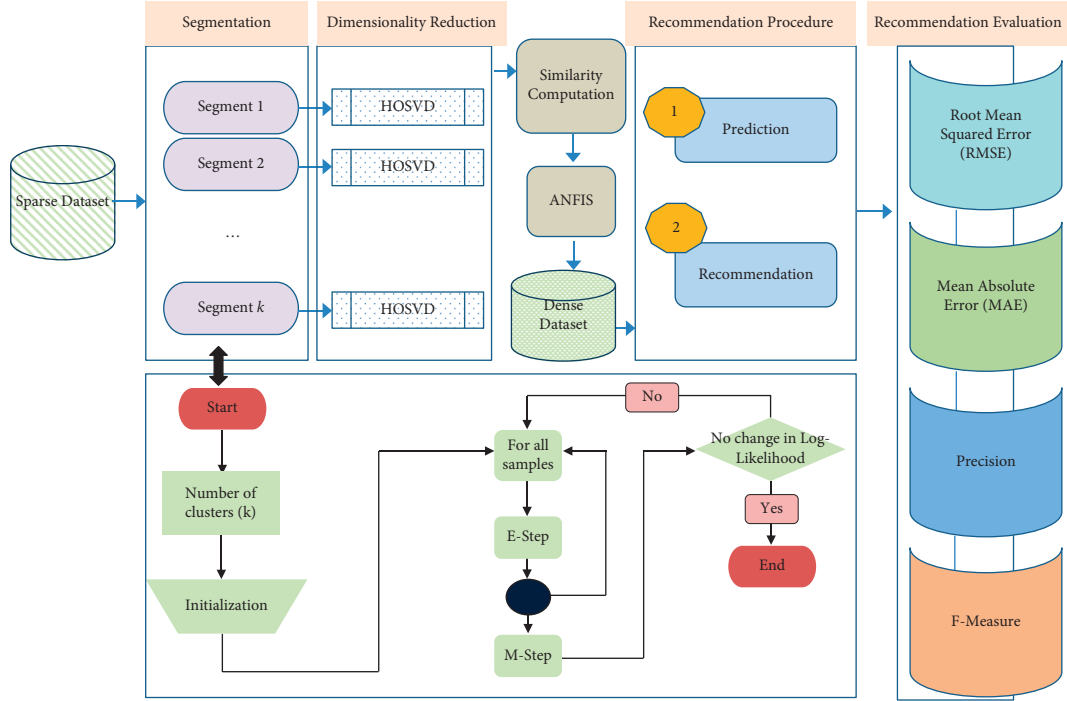 Segmentation
Dimensionality Reduction
Recommendation Procedure
Recommendation Evaluation
Sparse Dataset
Segment 1
Segment 2
...
Segment k
HOSVD
HOSVD
HOSVD
Similarity
Computation
ANFIS
Dense
Dataset
1
Prediction
2
Recommendation
Root Mean
Squared Error
(RMSE)
Mean Absolute
Error (MAE)
Precision
F-Measure
Start
Number of
clusters (k)
Initialization
For all
samples
E-Step
M-Step
No
No change in Log-
Likelihood
Yes
End